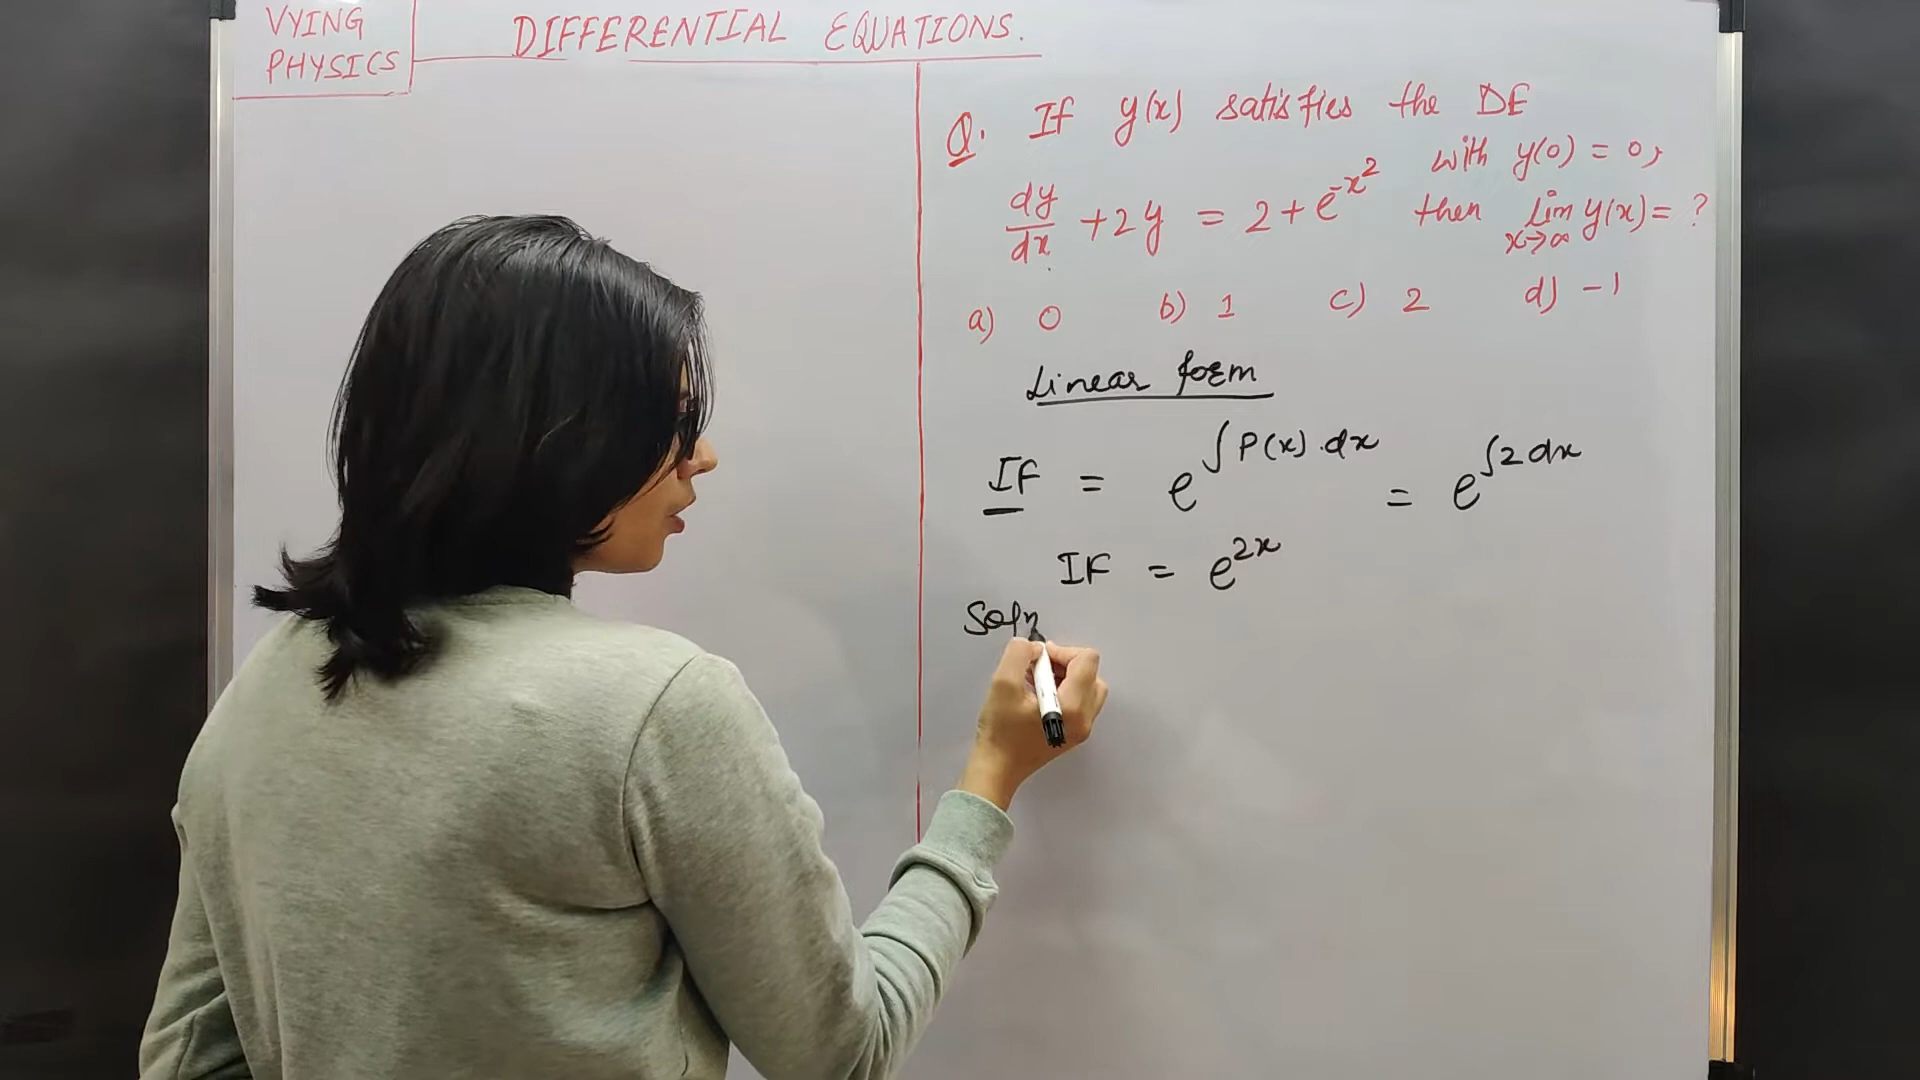 VYING
PHYSICS
DIFFERENTIAL EQUATIONS.
Q. If y(x) satisfies the DE
dy/dx + 2y = 2 + e^{-x^2} with y(0) = 0,
then lim x→∞ y(x) = ?
a) 0 b) 1 c) 2 d) -1
Linear form
IF = e^{∫P(x).dx} = e^{∫2dx}
IF = e^{2x}
Soln